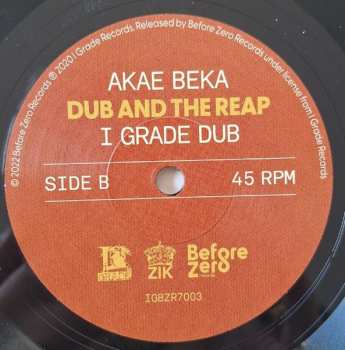 © 2022 Before Zero Records ℗ 2020 I Grade Records. Released by Before Zero Records under license from I Grade Records
AKAE BEKA
DUB AND THE REAP
I GRADE DUB
SIDE B
45 RPM
ZIK
Before
Zero
IGBZR7003